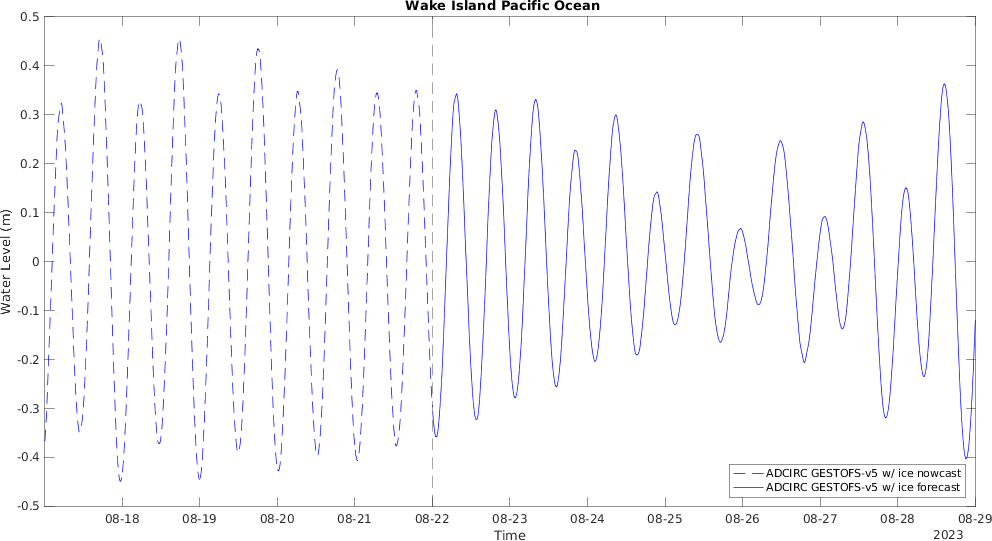 Wake Island Pacific Ocean
0.5
0.4
0.3
0.2
0.1
0
-0.1
-0.2
-0.3
-0.4
-0.5
Water Level (m)
ADCIRC GESTOFS-v5 w/ ice nowcast
ADCIRC GESTOFS-v5 w/ ice forecast
08-18 08-19 08-20 08-21 08-22 08-23 08-24 08-25 08-26 08-27 08-28 08-29
Time
2023